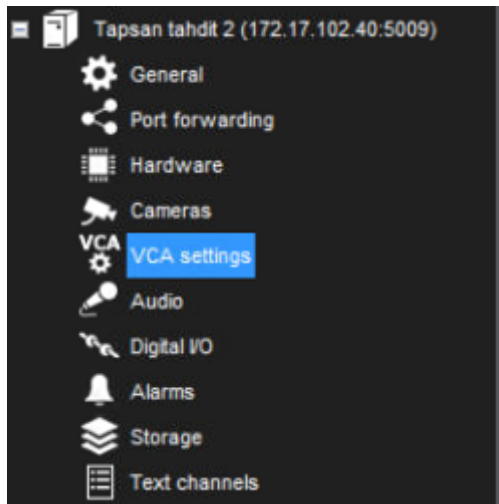 Tapsan tahdit 2 (172.17.102.40:5009)
General
Port forwarding
Hardware
Cameras
VCA
VCA settings
Audio
Digital I/O
Alarms
Storage
Text channels